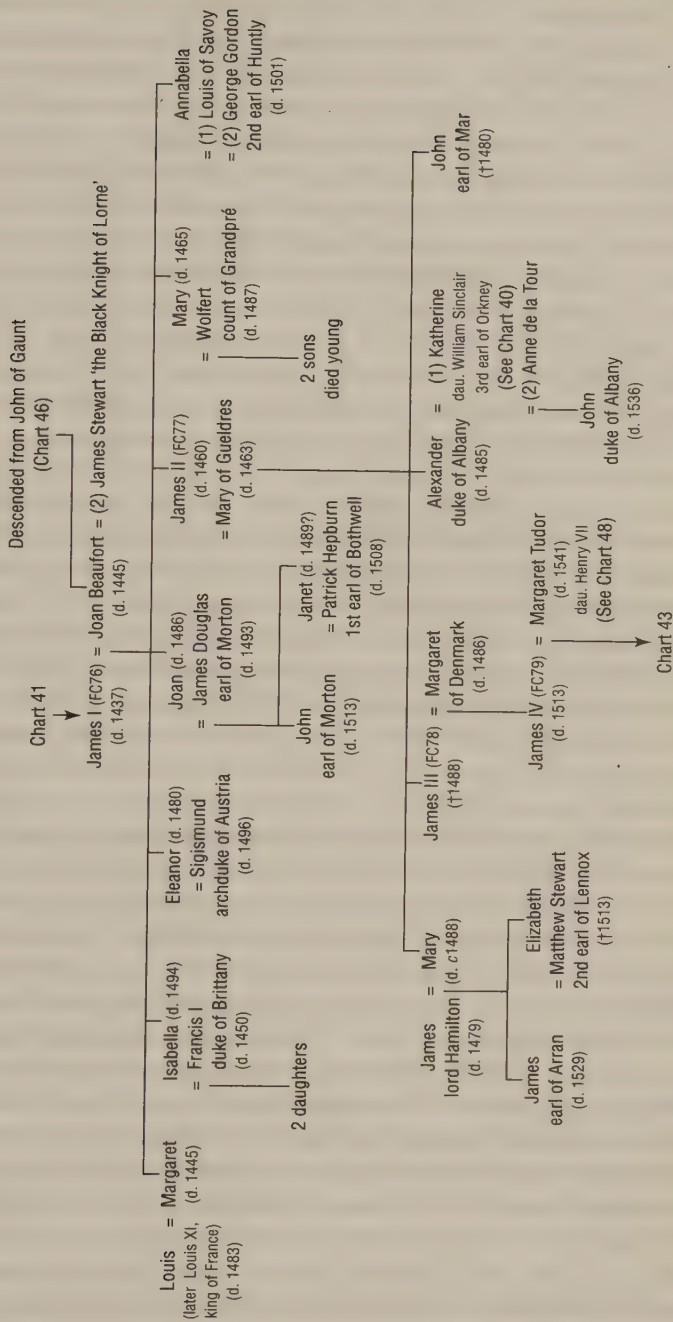 Descended from John of Gaunt
(Chart 46)
Chart 41
James I (FC76) = Joan Beaufort = (2) James Stewart 'the Black Knight of Lorne'
(d. 1437)
(d. 1445)
Louis = Margaret
(later Louis XI,
king of France)
(d. 1483)
(d. 1445)
Isabella (d. 1494)
= Francis I
duke of Brittany
(d. 1450)
2 daughters
Eleanor (d. 1480)
= Sigismund
archduke of Austria
(d. 1496)
Joan (d. 1486)
= James Douglas
earl of Morton
(d. 1493)
John
earl of Morton
(d. 1513)
Janet (d. 1489?)
= Patrick Hepburn
1st earl of Bothwell
(d. 1508)
James II (FC77)
(d. 1460)
= Mary of Gueldres
(d. 1463)
Mary (d. 1465)
= Wolfert
count of Grandpré
(d. 1487)
2 sons
died young
Annabella
= (1) Louis of Savoy
= (2) George Gordon
2nd earl of Huntly
(d. 1501)
James = Mary
lord Hamilton (d. c1488)
(d. 1479)
James
earl of Arran
(d. 1529)
Elizabeth
= Matthew Stewart
2nd earl of Lennox
(†1513)
James III (FC78) = Margaret
(†1488)
of Denmark
(d. 1486)
James IV (FC79) = Margaret Tudor
(d. 1513)
(d. 1541)
dau. Henry VII
(See Chart 48)
Chart 43
Alexander = (1) Katherine
duke of Albany
(d. 1485)
dau. William Sinclair
3rd earl of Orkney
(See Chart 40)
= (2) Anne de la Tour
John
duke of Albany
(d. 1536)
John
earl of Mar
(†1480)